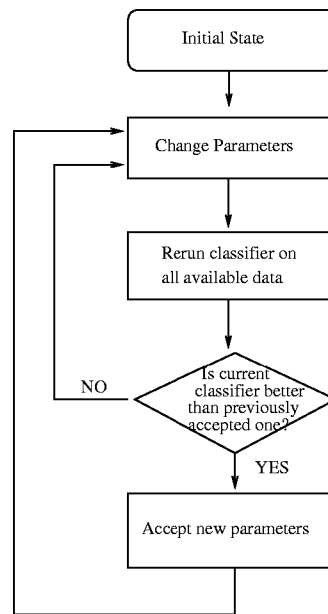 Initial State
Change Parameters
Rerun classifier on
all available data
Is current
classifier better
than previously
accepted one?
NO
YES
Accept new parameters